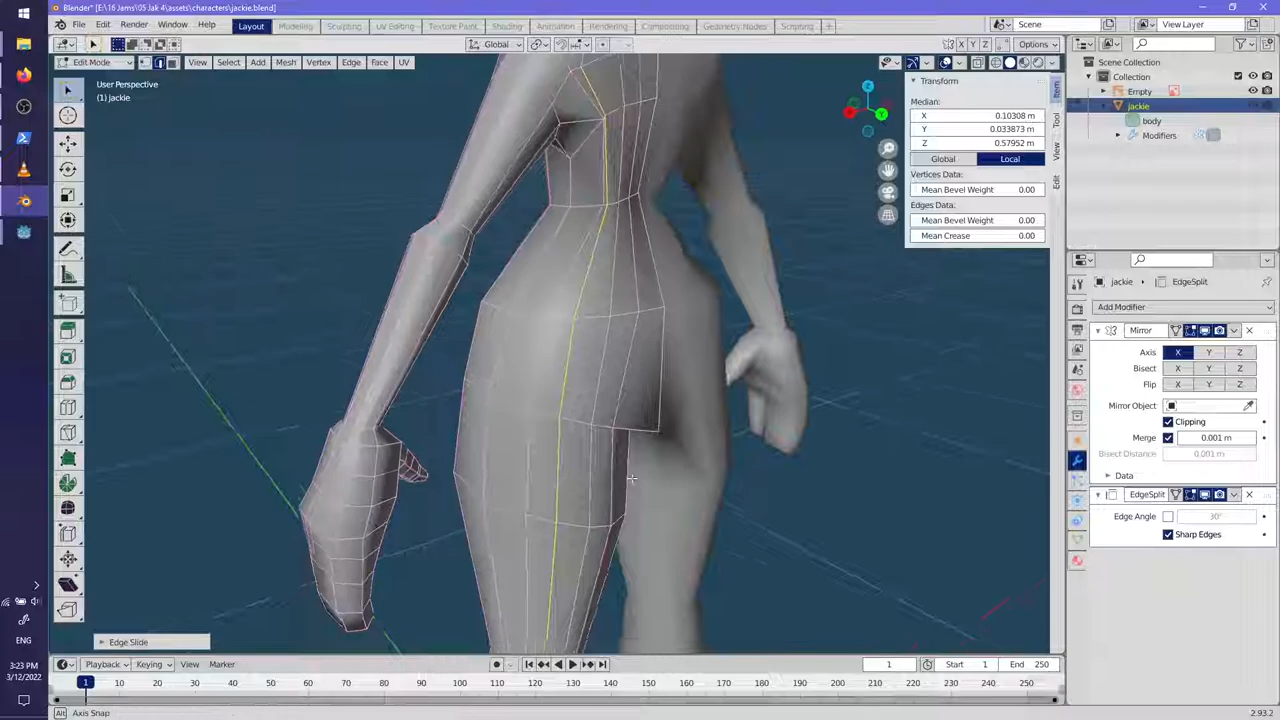 Blender* [E:\16 Jams\05 Jak 4\assets\characters\jackie.blend]
File Edit Render Window Help Layout Modeling Sculpting UV Editing Texture Paint Shading Animation Rendering Compositing Geometry Nodes Scripting + Scene View Layer
Global X Y Z Options
Edit Mode View Select Add Mesh Vertex Edge Face UV
User Perspective
(1) Jackie
Transform
Median:
X 0.10308 m
Y 0.033873 m
Z 0.57952 m
Global Local
Vertices Data:
Mean Bevel Weight 0.00
Edges Data:
Mean Bevel Weight 0.00
Mean Crease 0.00
Item
Tool
View
Edit
Scene Collection
Collection
Empty
jackie
body
Modifiers
jackie EdgeSplit
Add Modifier
Mirror
Axis X Y Z
Bisect X Y Z
Flip X Y Z
Mirror Object
Clipping
Merge 0.001 m
Bisect Distance 0.001 m
Data
EdgeSplit
Edge Angle 30°
Sharp Edges
Edge Slide
Playback Keying View Marker 1 Start 1 End 250
1 10 20 30 40 50 60 70 80 90 100 110 120 130 140 150 160 170 180 190 200 210 220 230 240 250
Alt Axis Snap 2.93.2
ENG
3:23 PM
3/12/2022